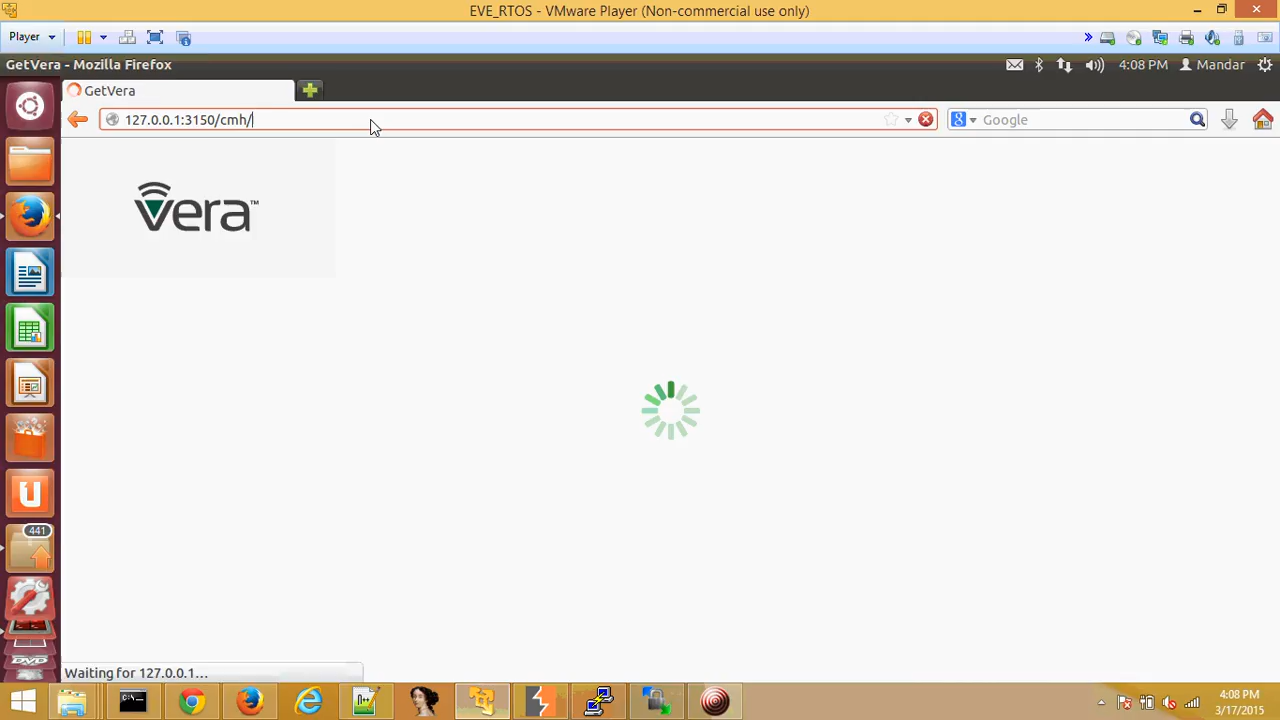 EVE_RTOS - VMware Player (Non-commercial use only)
Player
GetVera - Mozilla Firefox
4:08 PM
Mandar
GetVera
127.0.0.1:3150/cmh/
Google
vera™
441
Waiting for 127.0.0.1...
4:08 PM
3/17/2015